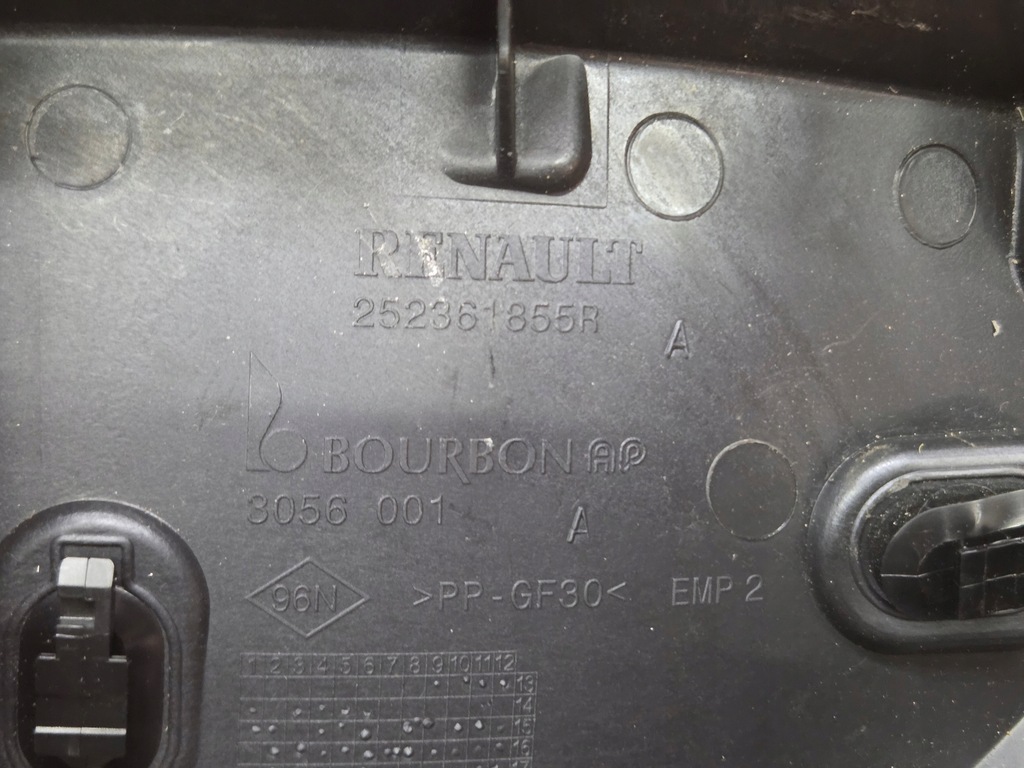 RENAULT
252361855R
A
BOURBON AP
3056 001
A
96N >PP-GF30< EMP 2
1 2 3 4 5 6 7 8 9 10 11 12
13
14
15
16
17